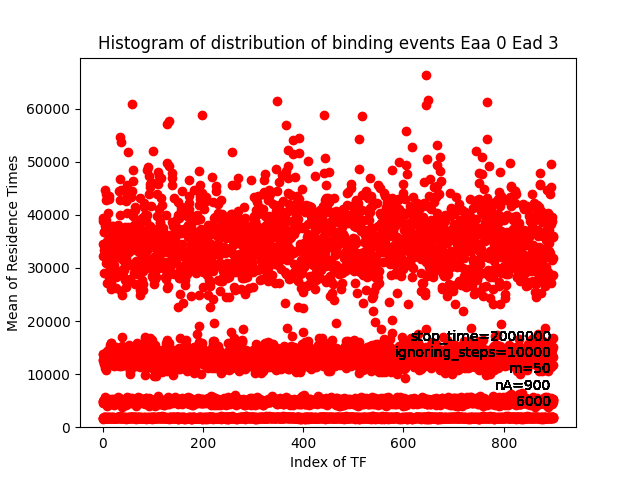 Histogram of distribution of binding events Eaa 0 Ead 3
Mean of Residence Times
60000
50000
40000
30000
20000
10000
0
stop_time=2000000
ignoring_steps=10000
m=50
nA=900
6000
0 200 400 600 800
Index of TF